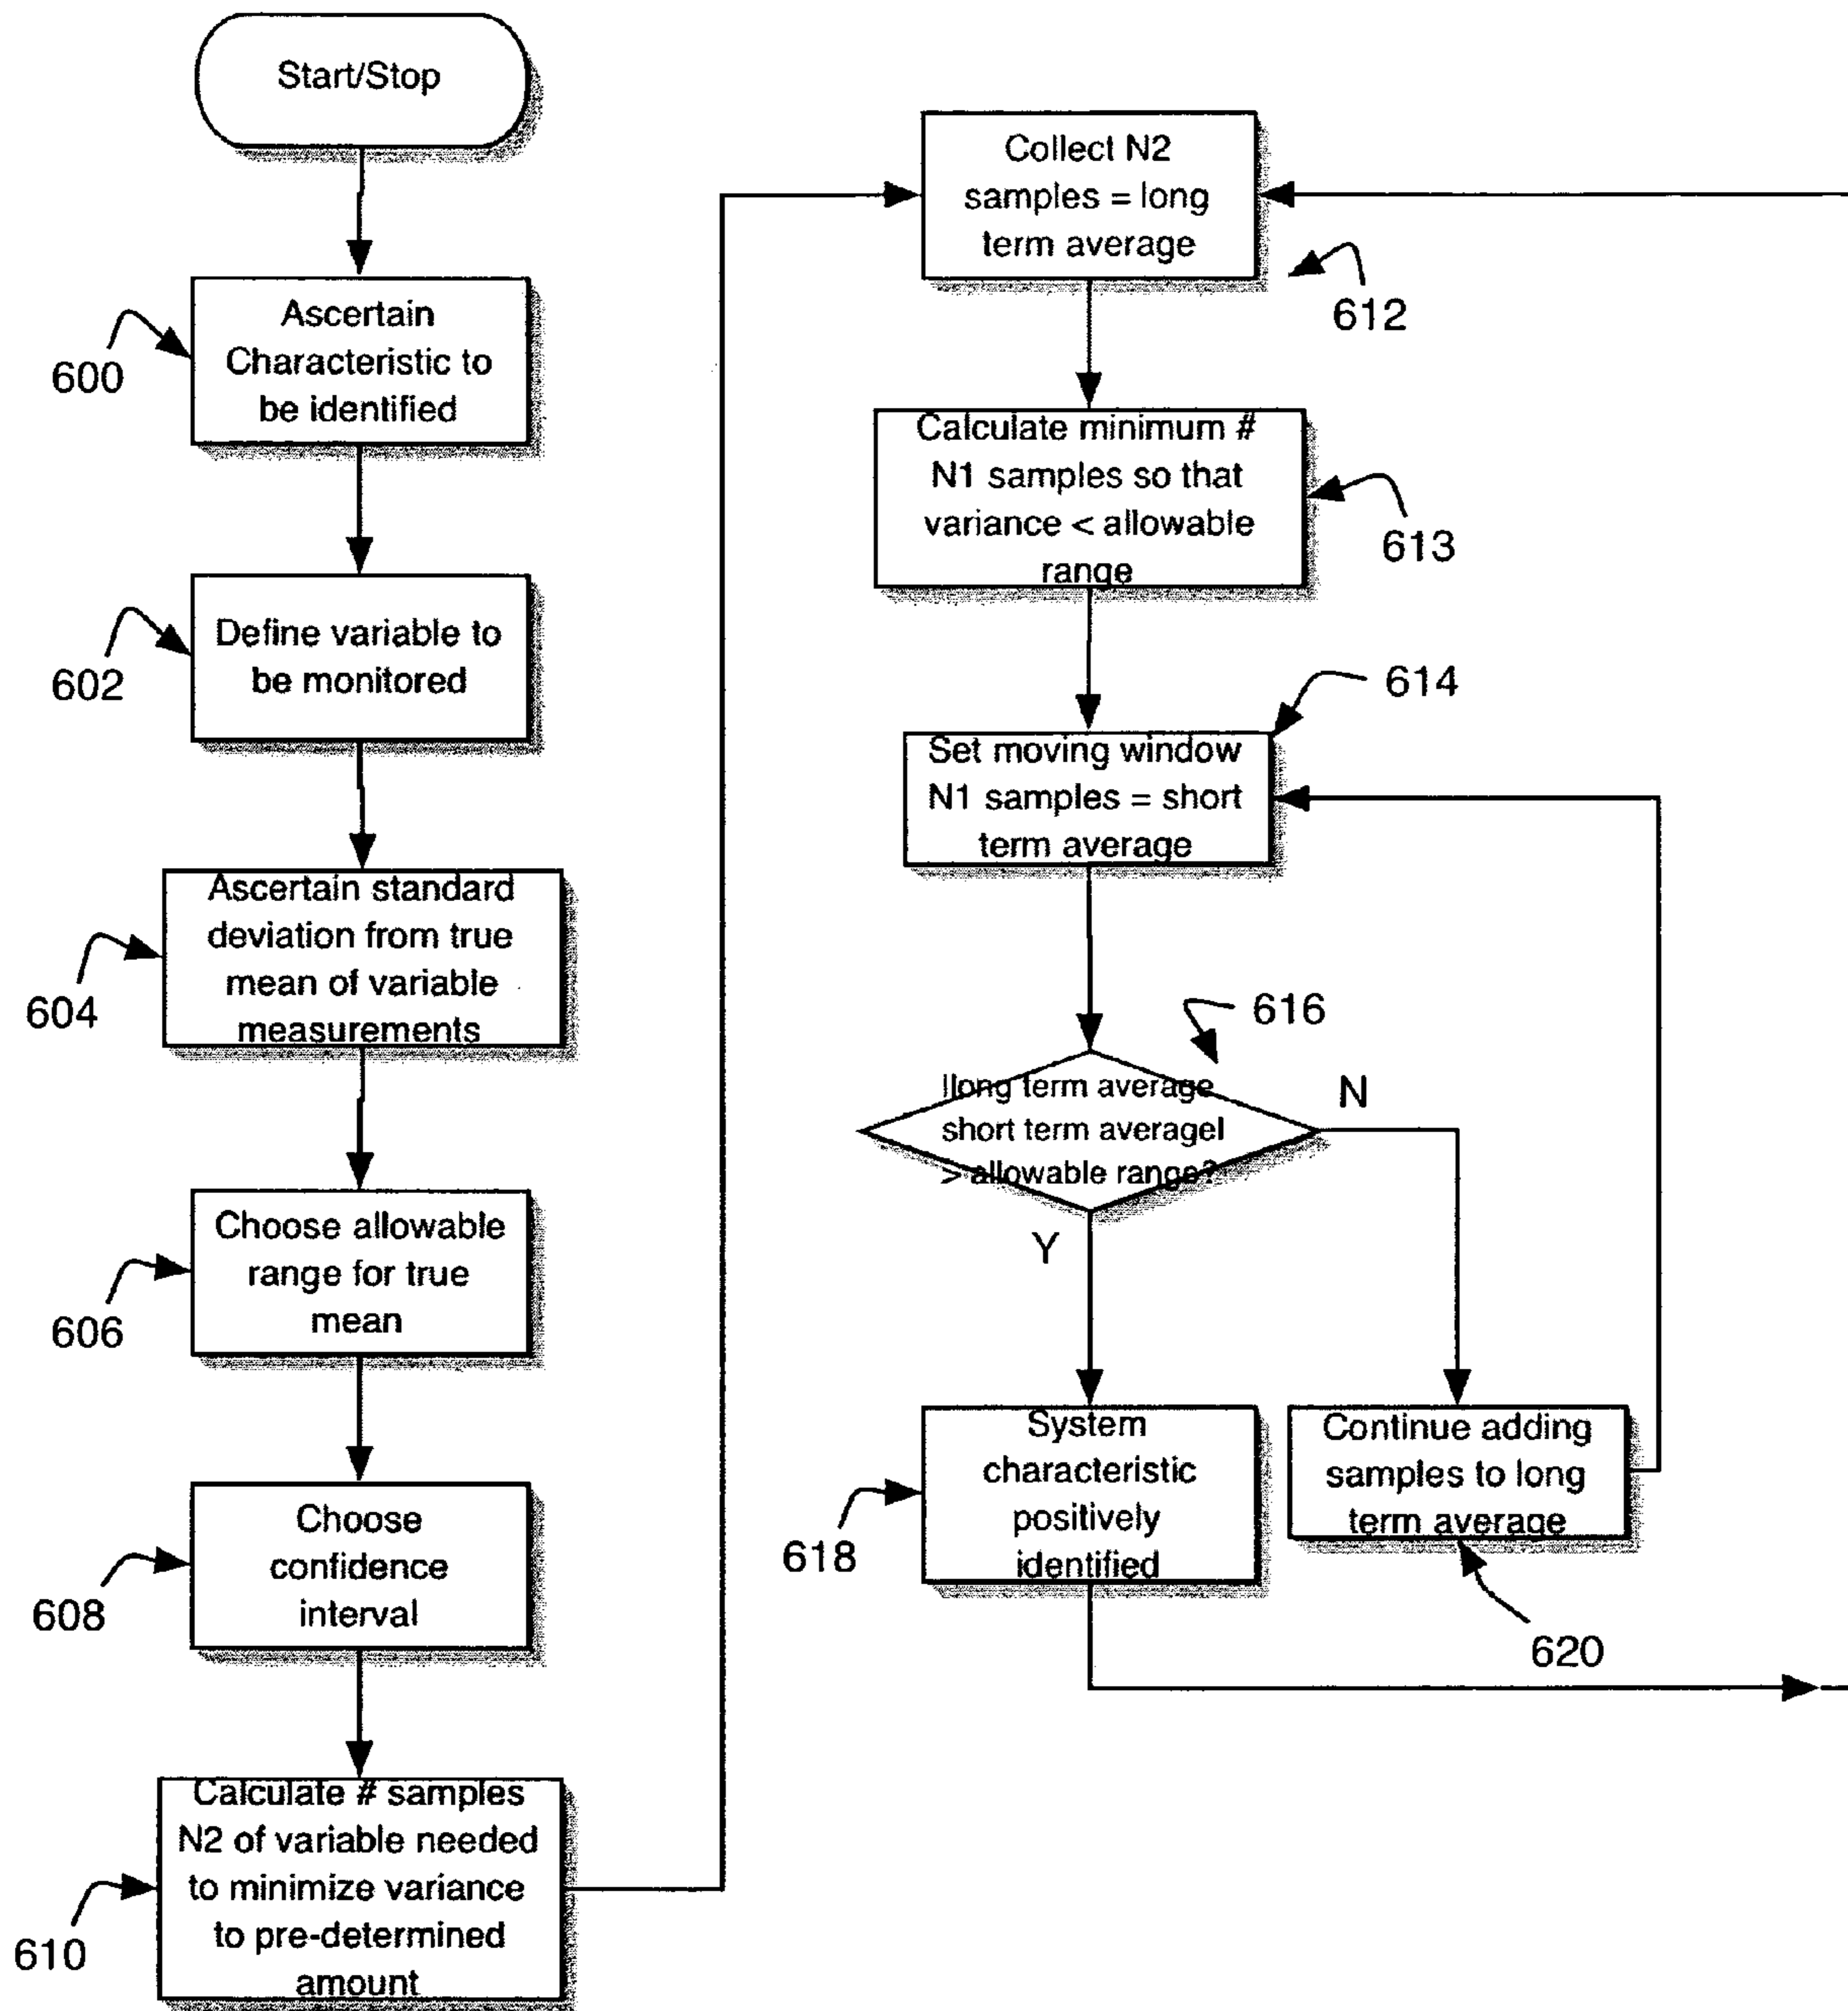 Start/Stop
600
Ascertain
Characteristic to
be identified
602
Define variable to
be monitored
604
Ascertain standard
deviation from true
mean of variable
measurements
606
Choose allowable
range for true
mean
608
Choose
confidence
interval
610
Calculate # samples
N2 of variable needed
to minimize variance
to pre-determined
amount
Collect N2
samples = long
term average
612
Calculate minimum #
N1 samples so that
variance < allowable
range
613
614
Set moving window
N1 samples = short
term average
616
|long term average
short term average|
> allowable range?
N
Y
System
characteristic
positively
identified
618
Continue adding
samples to long
term average
620